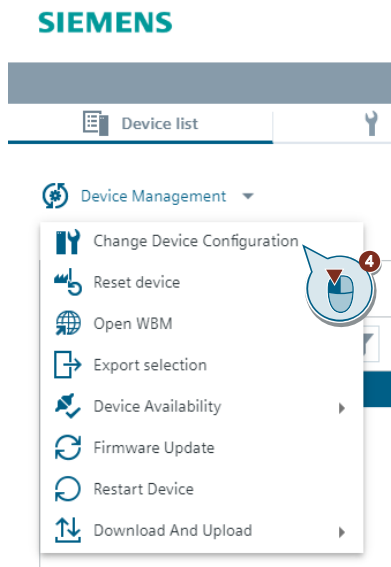 SIEMENS
Device list
Device Management
Change Device Configuration
4
Reset device
Open WBM
Export selection
Device Availability
Firmware Update
Restart Device
Download And Upload